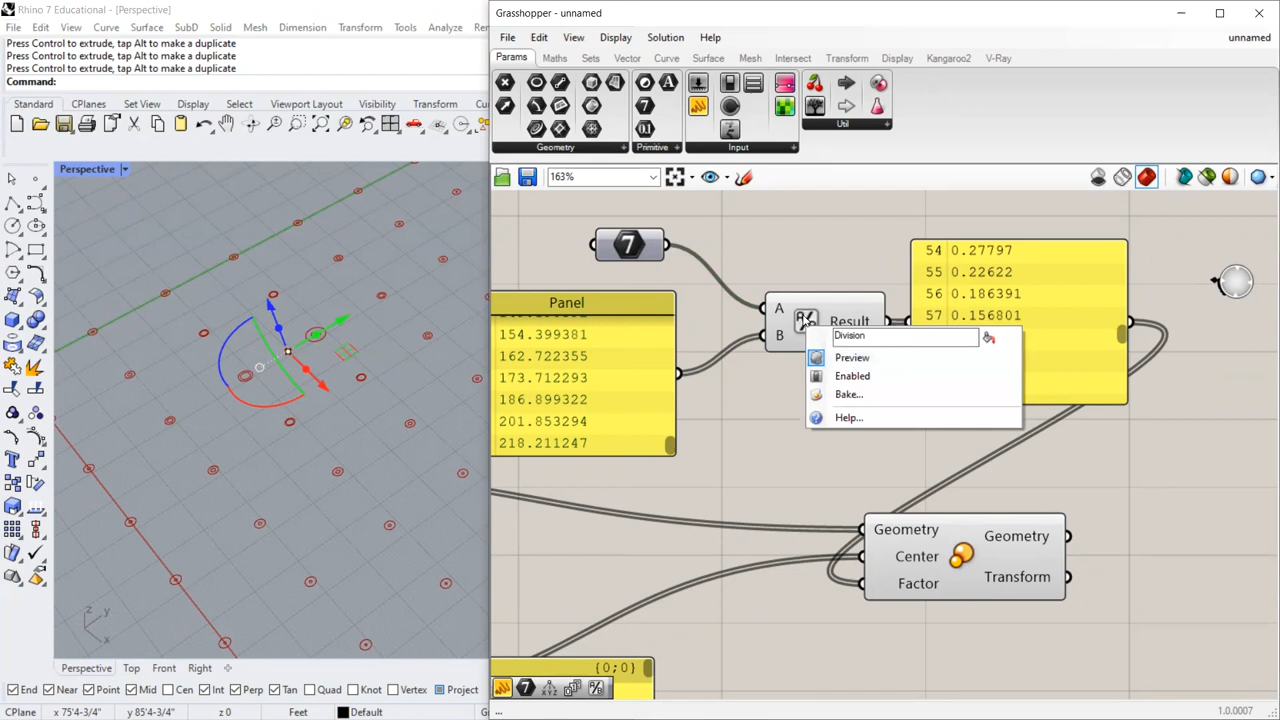 Rhino 7 Educational - [Perspective]
File Edit View Curve Surface SubD Solid Mesh Dimension Transform Tools Analyze
Press Control to extrude, tap Alt to make a duplicate
Press Control to extrude, tap Alt to make a duplicate
Press Control to extrude, tap Alt to make a duplicate
Command:
Standard CPlanes Set View Display Select Viewport Layout Visibility Transform
Perspective
z
y
x
Perspective Top Front Right
End Near Point Mid Cen Int Perp Tan Quad Knot Vertex Project
CPlane x 75'4-3/4" y 85'4-3/4" z 0 Feet Default
Grasshopper - unnamed
File Edit View Display Solution Help unnamed
Params Maths Sets Vector Curve Surface Mesh Intersect Transform Display Kangaroo2 V-Ray
Geometry Primitive Input Util
163%
7
54 0.27797
55 0.22622
56 0.186391
57 0.156801
Panel
154.399381
162.722355
173.712293
186.899322
201.853294
218.211247
A
B
Result
Division
Preview
Enabled
Bake...
Help...
Geometry
Center
Factor
Geometry
Transform
{0;0}
...
1.0.0007